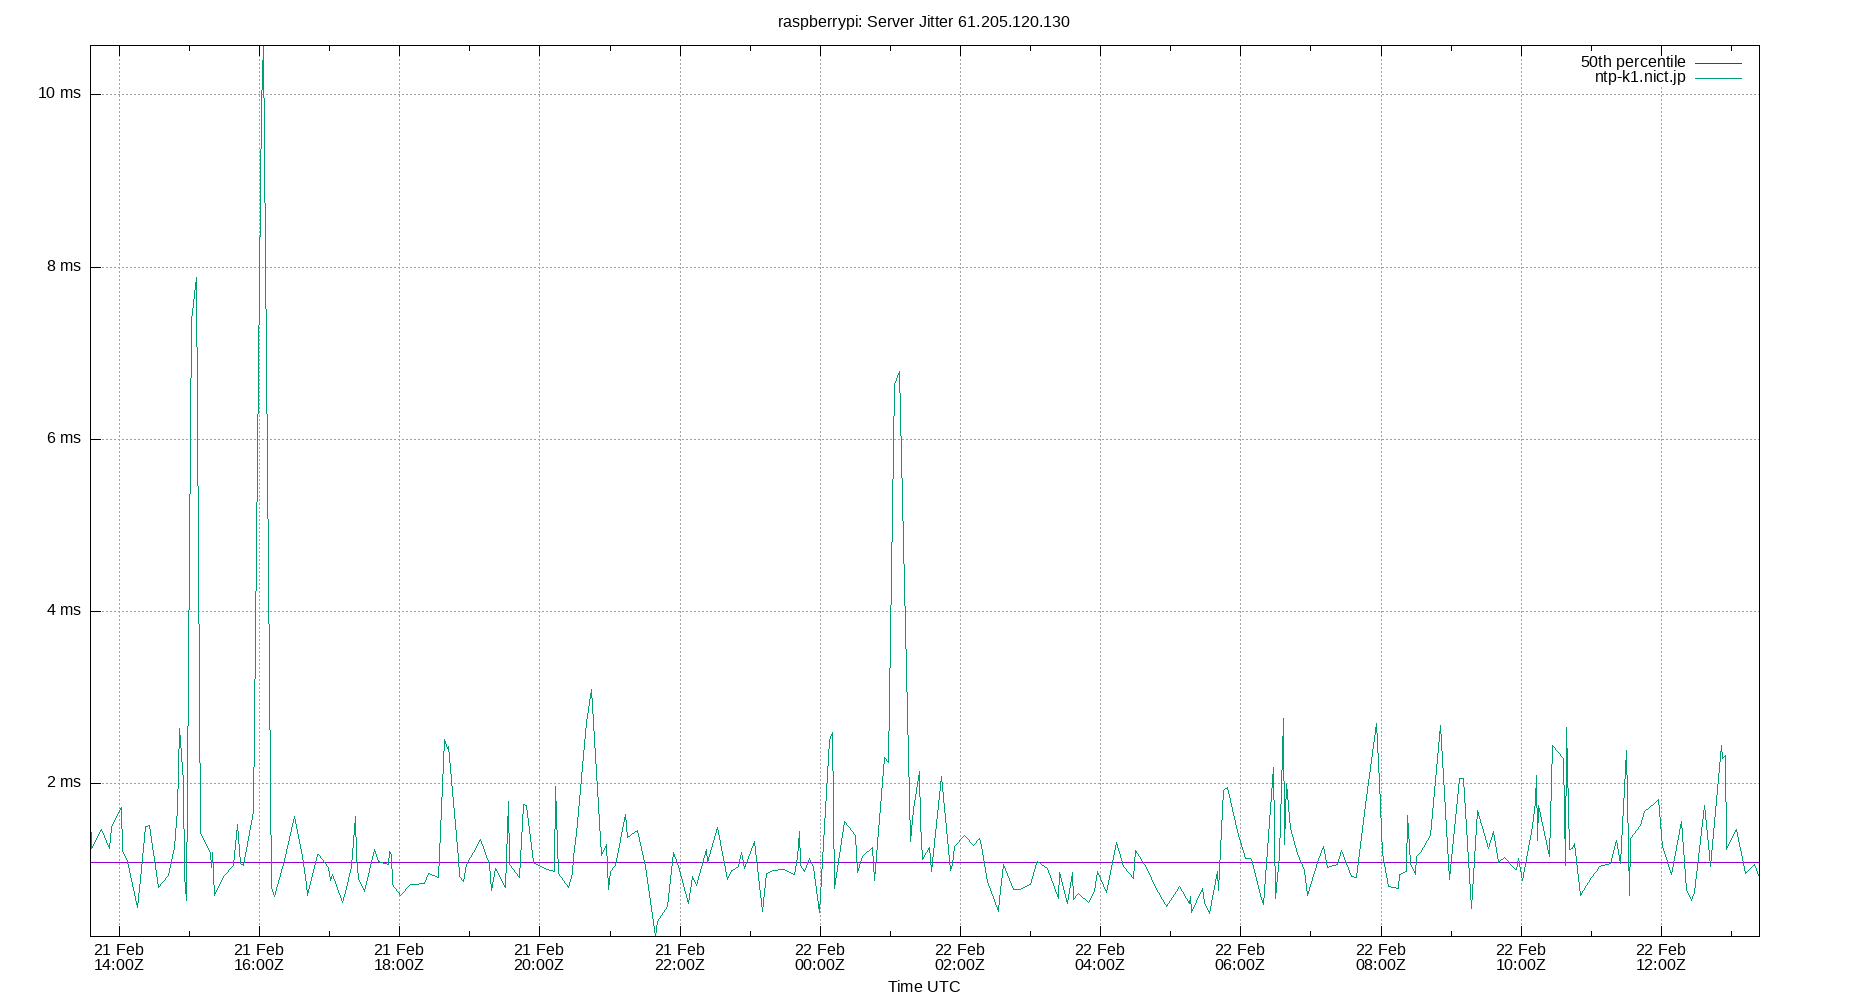 raspberrypi: Server Jitter 61.205.120.130
50th percentile
ntp-k1.nict.jp
10 ms
8 ms
6 ms
4 ms
2 ms
21 Feb 21 Feb 21 Feb 21 Feb 21 Feb 22 Feb 22 Feb 22 Feb 22 Feb 22 Feb 22 Feb 22 Feb
14:00Z 16:00Z 18:00Z 20:00Z 22:00Z 00:00Z 02:00Z 04:00Z 06:00Z 08:00Z 10:00Z 12:00Z
Time UTC